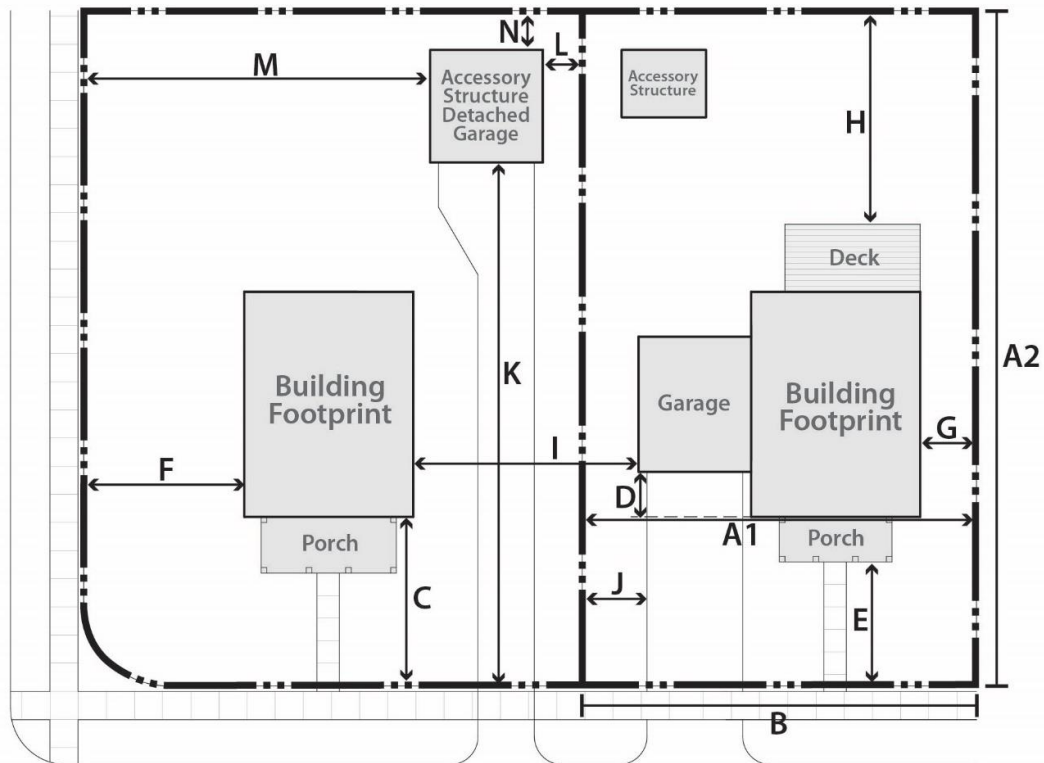 N
L
M
Accessory
Structure
Detached
Garage
Accessory
Structure
H
Deck
A2
K
Building
Footprint
Garage
Building
Footprint
G
I
F
D
A1
Porch
Porch
C
J
E
B